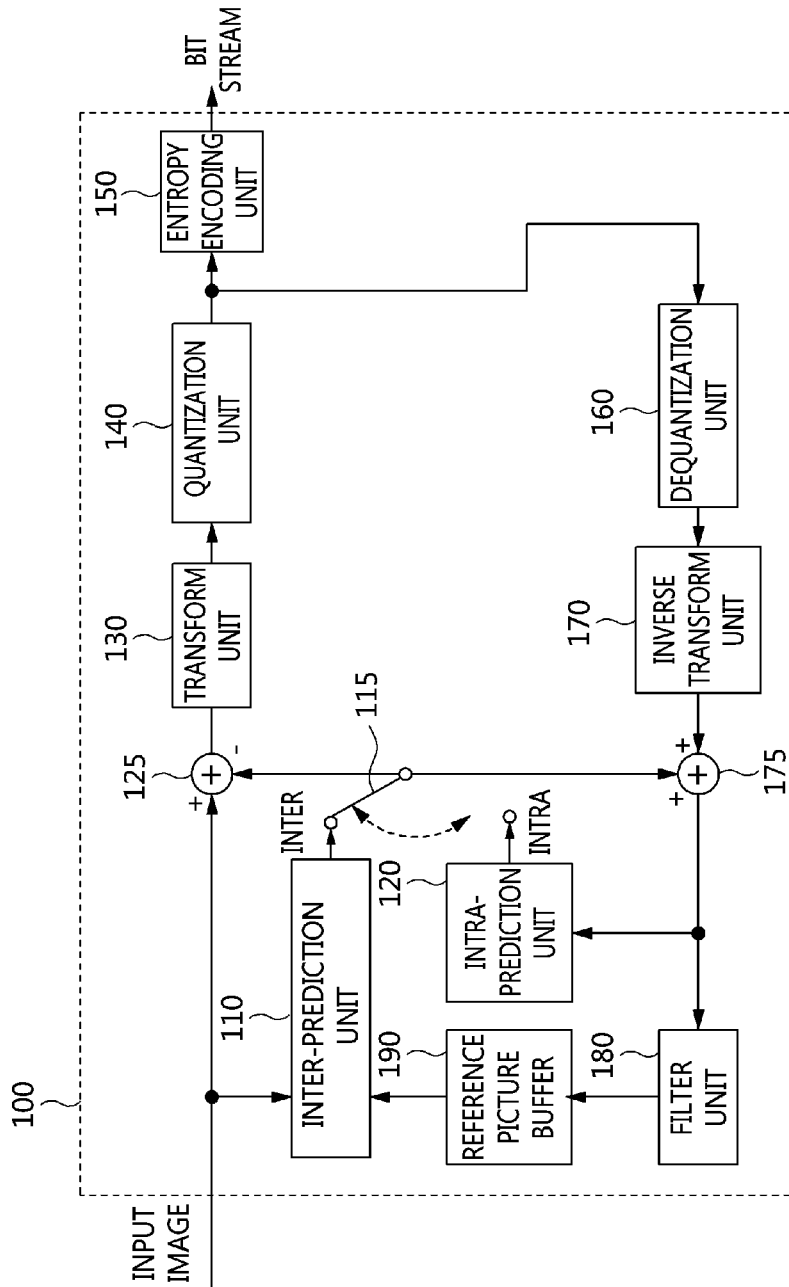 100
INPUT
IMAGE
125
+
+
-
130
TRANSFORM
UNIT
140
QUANTIZATION
UNIT
150
ENTROPY
ENCODING
UNIT
BIT
STREAM
110
INTER-PREDICTION
UNIT
INTER
115
120
INTRA-
PREDICTION
UNIT
INTRA
190
REFERENCE
PICTURE
BUFFER
180
FILTER
UNIT
+
+
+
175
170
INVERSE
TRANSFORM
UNIT
160
DEQUANTIZATION
UNIT